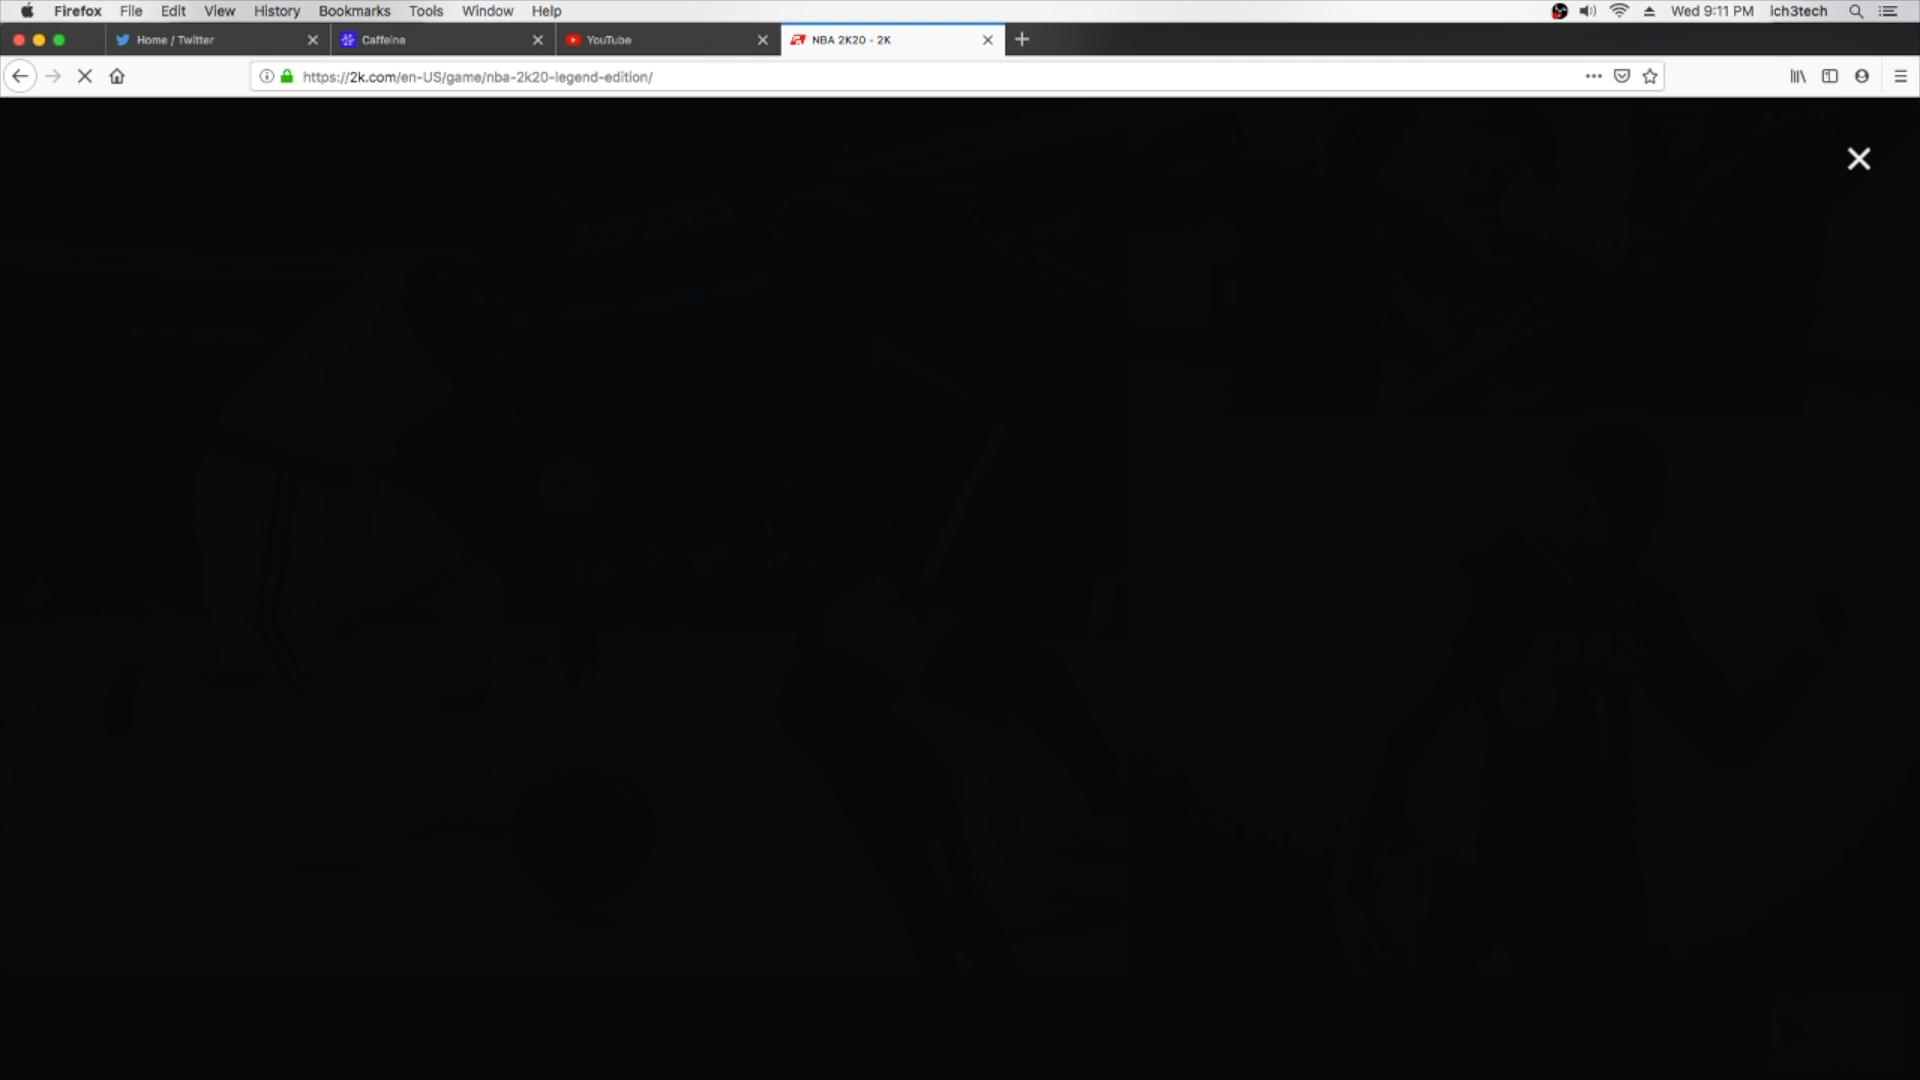 Firefox File Edit View History Bookmarks Tools Window Help Wed 9:11 PM ich3tech
Home / Twitter Caffeine YouTube NBA 2K20 - 2K
https://2k.com/en-US/game/nba-2k20-legend-edition/